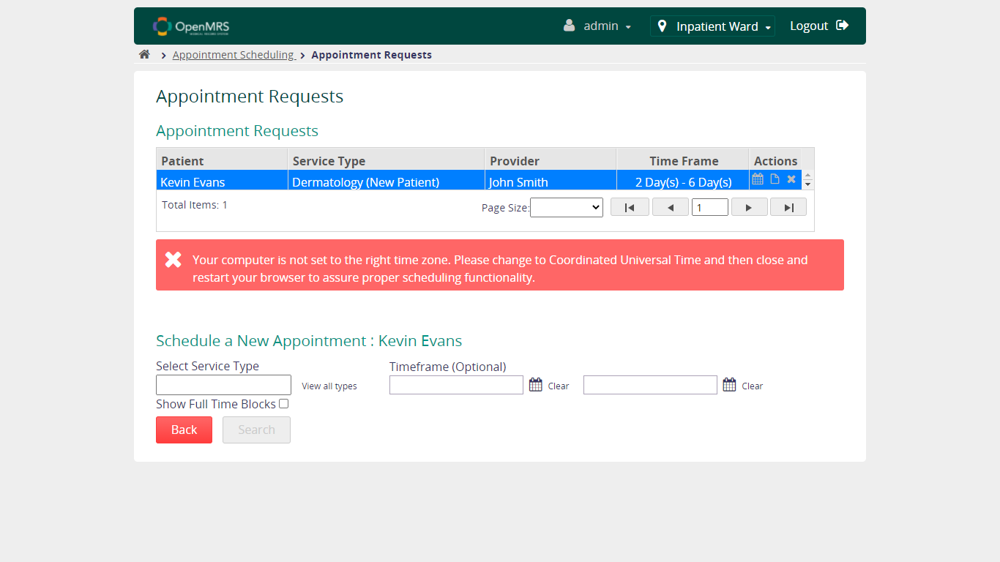 OpenMRS
admin
Inpatient Ward
Logout
Appointment Scheduling
Appointment Requests
Appointment Requests
Appointment Requests
Patient Service Type Provider Time Frame Actions
Kevin Evans Dermatology (New Patient) John Smith 2 Day(s) - 6 Day(s)
Total Items: 1
Page Size:
1
Your computer is not set to the right time zone. Please change to Coordinated Universal Time and then close and
restart your browser to assure proper scheduling functionality.
Schedule a New Appointment : Kevin Evans
Select Service Type
Timeframe (Optional)
View all types
Clear
Clear
Show Full Time Blocks
Back
Search